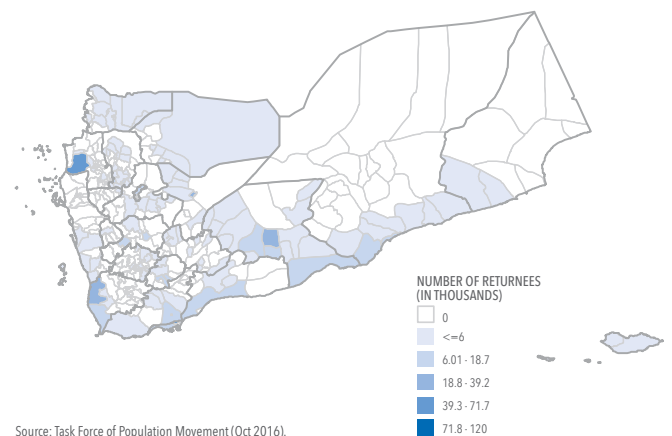 NUMBER OF RETURNEES
(IN THOUSANDS)
0
<=6
6.01 - 18.7
18.8 - 39.2
39.3 - 71.7
71.8 - 120
Source: Task Force of Population Movement (Oct 2016).